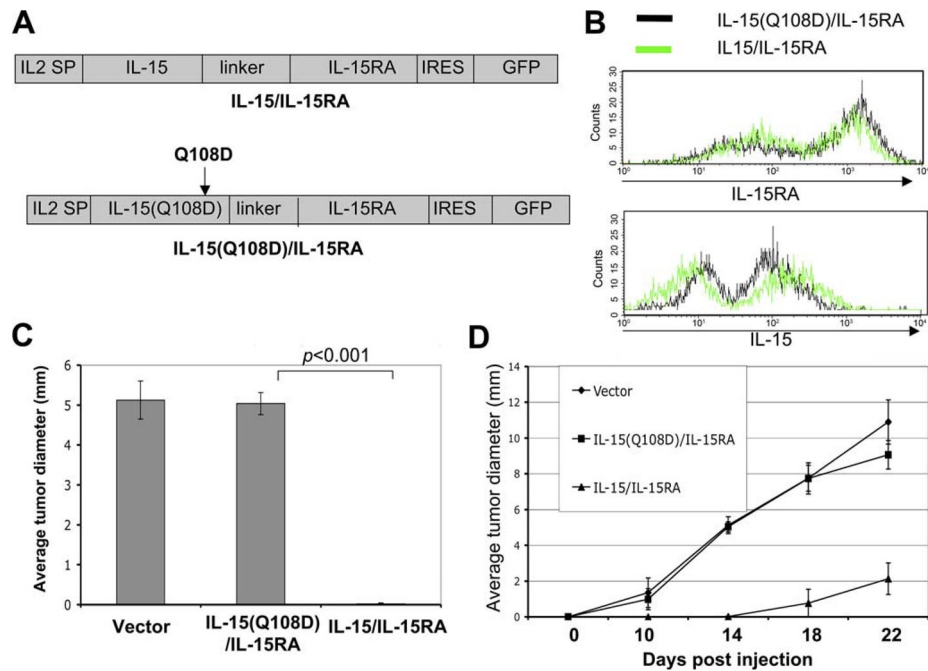 A
IL2 SP IL-15 linker IL-15RA IRES GFP
IL-15/IL-15RA
Q108D
IL2 SP IL-15(Q108D) linker IL-15RA IRES GFP
IL-15(Q108D)/IL-15RA
B
IL-15(Q108D)/IL-15RA
IL15/IL-15RA
Counts
30
25
20
15
10
5
0
10⁰ 10¹ 10² 10³ 10⁴
IL-15RA
Counts
30
25
20
15
10
5
0
10⁰ 10¹ 10² 10³ 10⁴
IL-15
C
p<0.001
Average tumor diameter (mm)
6
5
4
3
2
1
0
Vector IL-15(Q108D) IL-15/IL-15RA
/IL-15RA
D
Average tumor diameter (mm)
14
12
10
8
6
4
2
0
Vector
IL-15(Q108D)/IL-15RA
IL-15/IL-15RA
0 10 14 18 22
Days post injection